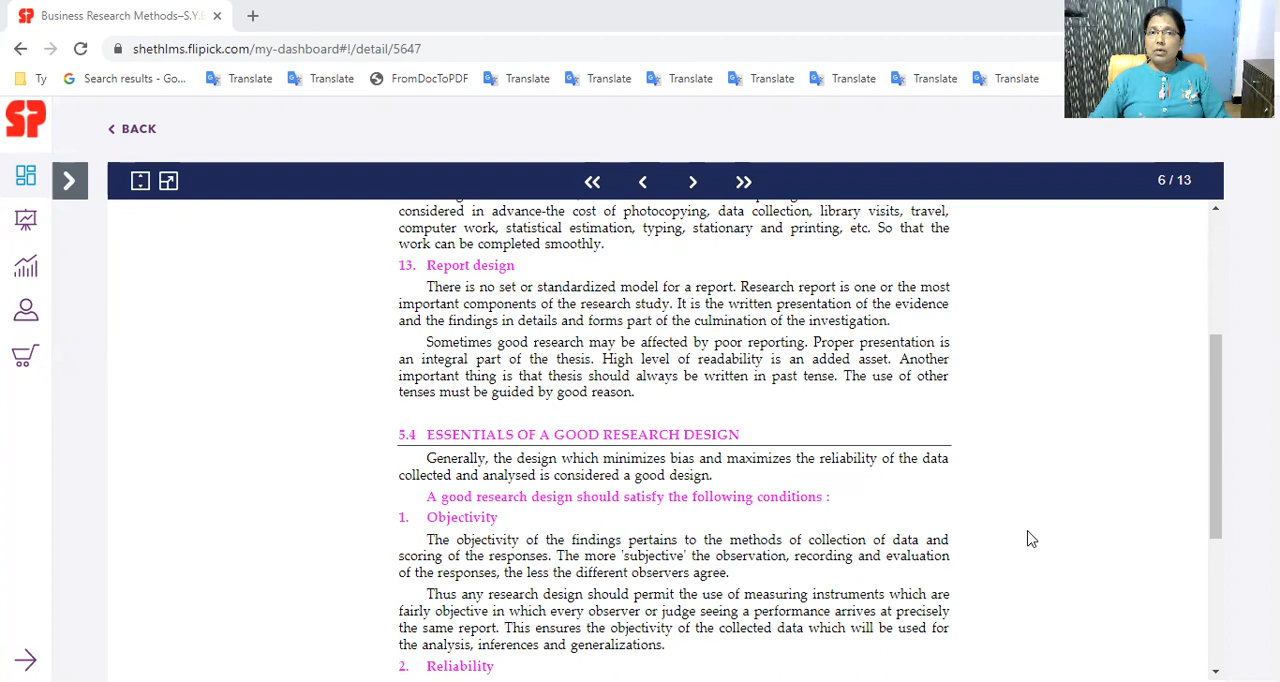 Business Research Methods–S.Y.B
shethlms.flipick.com/my-dashboard#!/detail/5647
Ty
Search results - Go...
Translate
Translate
FromDocToPDF
Translate
Translate
Translate
Translate
Translate
Translate
Translate
SP
BACK
6 / 13
considered in advance-the cost of photocopying, data collection, library visits, travel,
computer work, statistical estimation, typing, stationary and printing, etc. So that the
work can be completed smoothly.
13. Report design
There is no set or standardized model for a report. Research report is one or the most
important components of the research study. It is the written presentation of the evidence
and the findings in details and forms part of the culmination of the investigation.
Sometimes good research may be affected by poor reporting. Proper presentation is
an integral part of the thesis. High level of readability is an added asset. Another
important thing is that thesis should always be written in past tense. The use of other
tenses must be guided by good reason.
5.4 ESSENTIALS OF A GOOD RESEARCH DESIGN
Generally, the design which minimizes bias and maximizes the reliability of the data
collected and analysed is considered a good design.
A good research design should satisfy the following conditions :
1. Objectivity
The objectivity of the findings pertains to the methods of collection of data and
scoring of the responses. The more 'subjective' the observation, recording and evaluation
of the responses, the less the different observers agree.
Thus any research design should permit the use of measuring instruments which are
fairly objective in which every observer or judge seeing a performance arrives at precisely
the same report. This ensures the objectivity of the collected data which will be used for
the analysis, inferences and generalizations.
2. Reliability